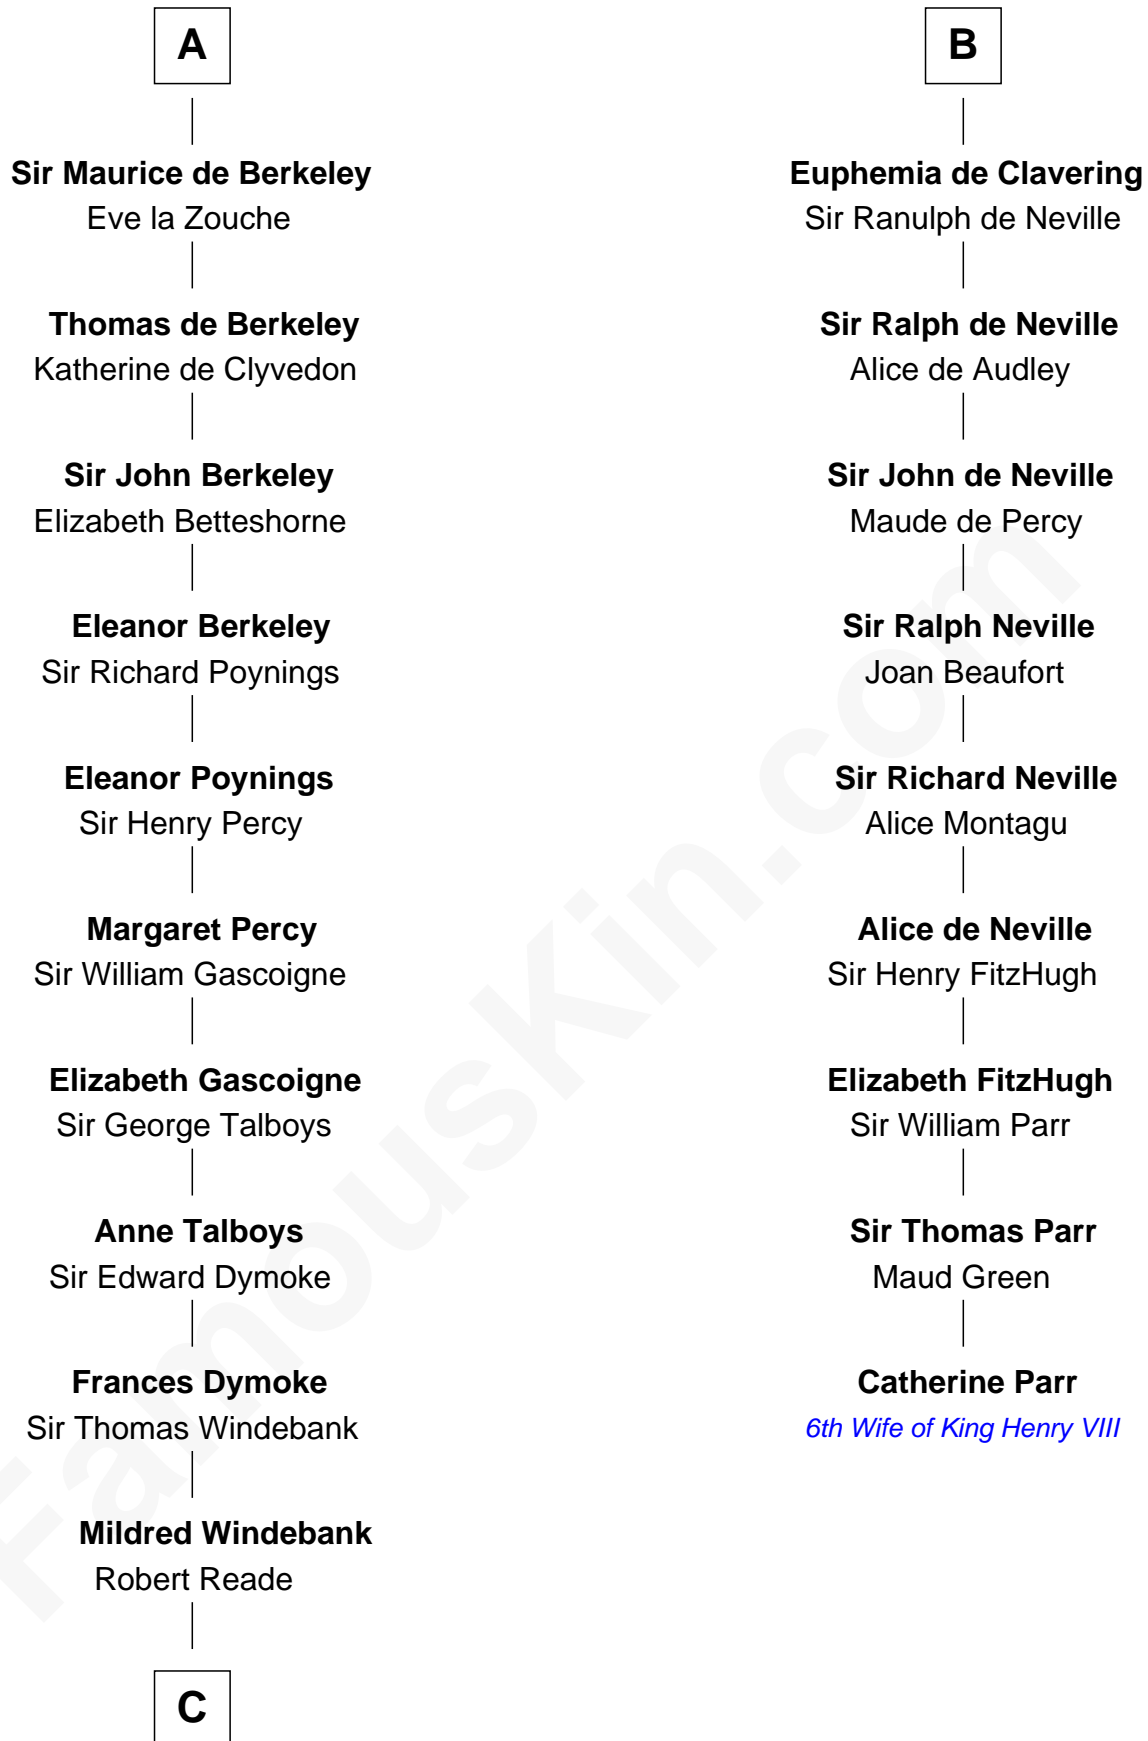 A
Sir Maurice de Berkeley
Eve la Zouche
Thomas de Berkeley
Katherine de Clyvedon
Sir John Berkeley
Elizabeth Betteshorne
Eleanor Berkeley
Sir Richard Poynings
Eleanor Poynings
Sir Henry Percy
Margaret Percy
Sir William Gascoigne
Elizabeth Gascoigne
Sir George Talboys
Anne Talboys
Sir Edward Dymoke
Frances Dymoke
Sir Thomas Windebank
Mildred Windebank
Robert Reade
C
B
Euphemia de Clavering
Sir Ranulph de Neville
Sir Ralph de Neville
Alice de Audley
Sir John de Neville
Maude de Percy
Sir Ralph Neville
Joan Beaufort
Sir Richard Neville
Alice Montagu
Alice de Neville
Sir Henry FitzHugh
Elizabeth FitzHugh
Sir William Parr
Sir Thomas Parr
Maud Green
Catherine Parr
6th Wife of King Henry VIII
FamousKin.com